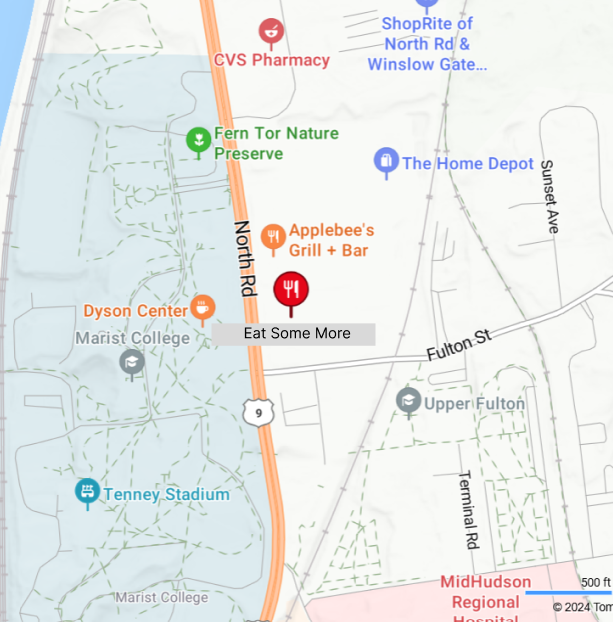 ShopRite of
North Rd &
Winslow Gate...
CVS Pharmacy
Fern Tor Nature
Preserve
The Home Depot
Sunset Ave
North Rd
Applebee's
Grill + Bar
Dyson Center
Eat Some More
Marist College
Fulton St
9
Upper Fulton
Tenney Stadium
Terminal Rd
MidHudson
Regional
Hospital
500 ft
Marist College
© 2024 Tom